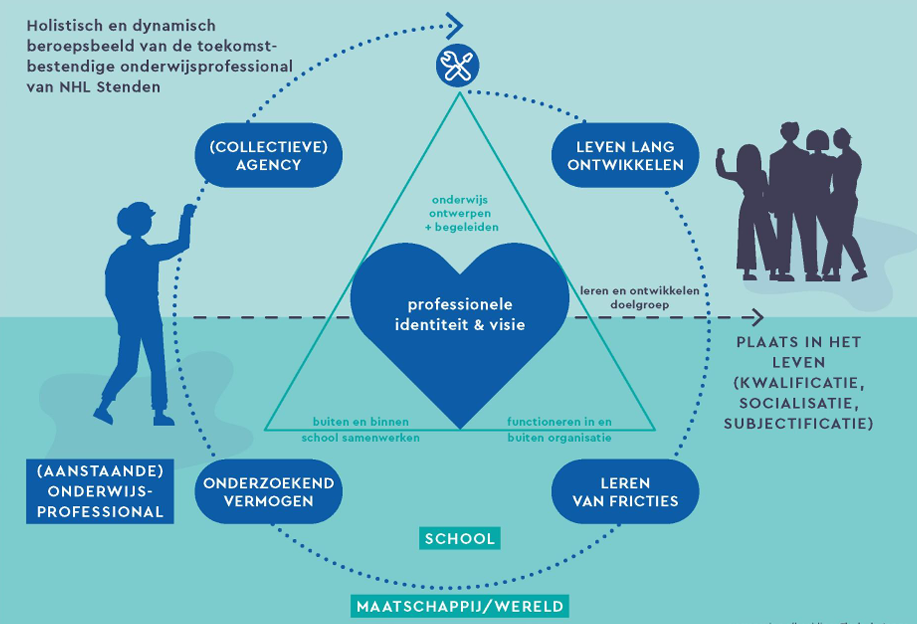 Holistisch en dynamisch
beroepsbeeld van de toekomst-
bestendige onderwijsprofessional
van NHL Stenden
(COLLECTIEVE)
AGENCY
LEVEN LANG
ONTWIKKELEN
onderwijs
ontwerpen
+ begeleiden
professionele
identiteit & visie
leren en ontwikkelen
doelgroep
PLAATS IN HET
LEVEN
(KWALIFICATIE,
SOCIALISATIE,
SUBJECTIFICATIE)
buiten en binnen
school samenwerken
functioneren in en
buiten organisatie
(AANSTAANDE)
ONDERWIJS-
PROFESSIONAL
ONDERZOEKEND
VERMOGEN
LEREN
VAN FRICTIES
SCHOOL
MAATSCHAPPIJ/WERELD